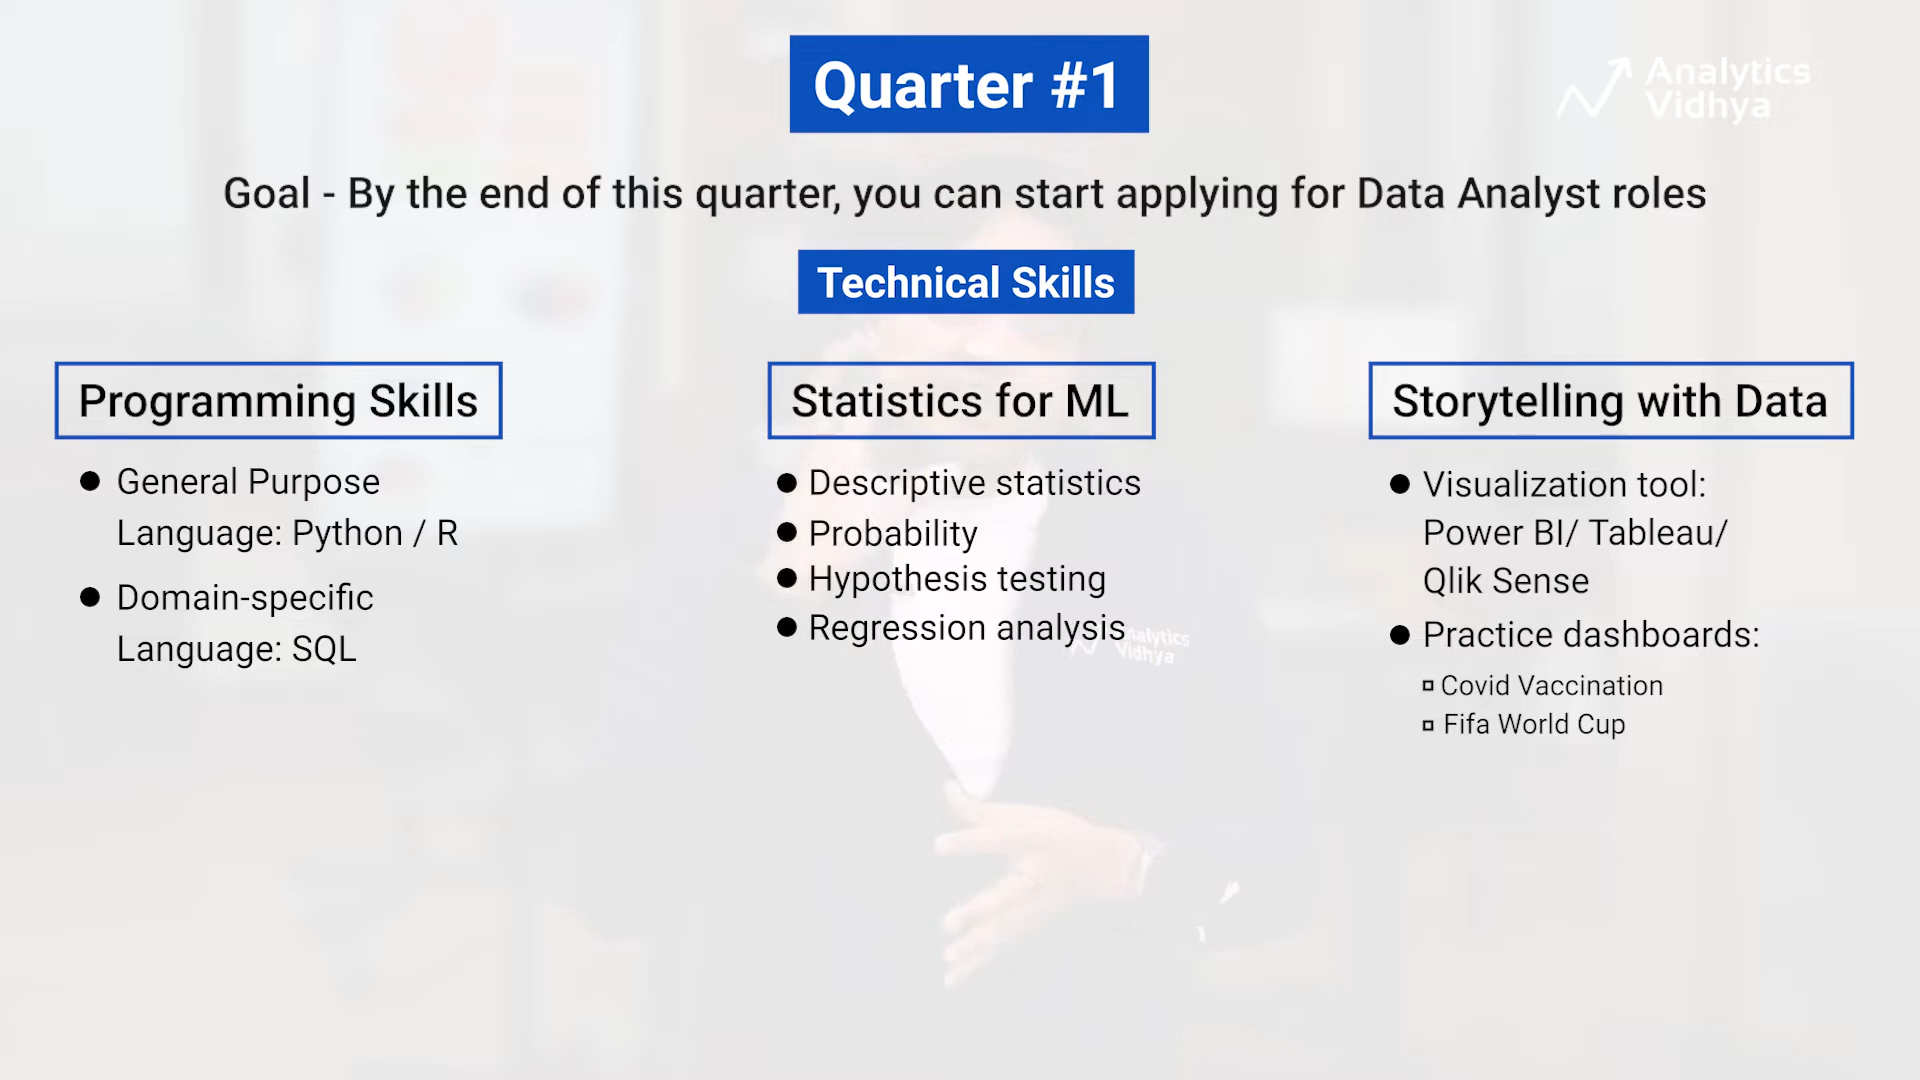 Quarter #1
Analytics
Vidhya
Goal - By the end of this quarter, you can start applying for Data Analyst roles
Technical Skills
Programming Skills
● General Purpose
Language: Python / R
● Domain-specific
Language: SQL
Statistics for ML
● Descriptive statistics
● Probability
● Hypothesis testing
● Regression analysis
Analytics
Vidhya
Storytelling with Data
● Visualization tool:
Power BI/ Tableau/
Qlik Sense
● Practice dashboards:
▫ Covid Vaccination
▫ Fifa World Cup